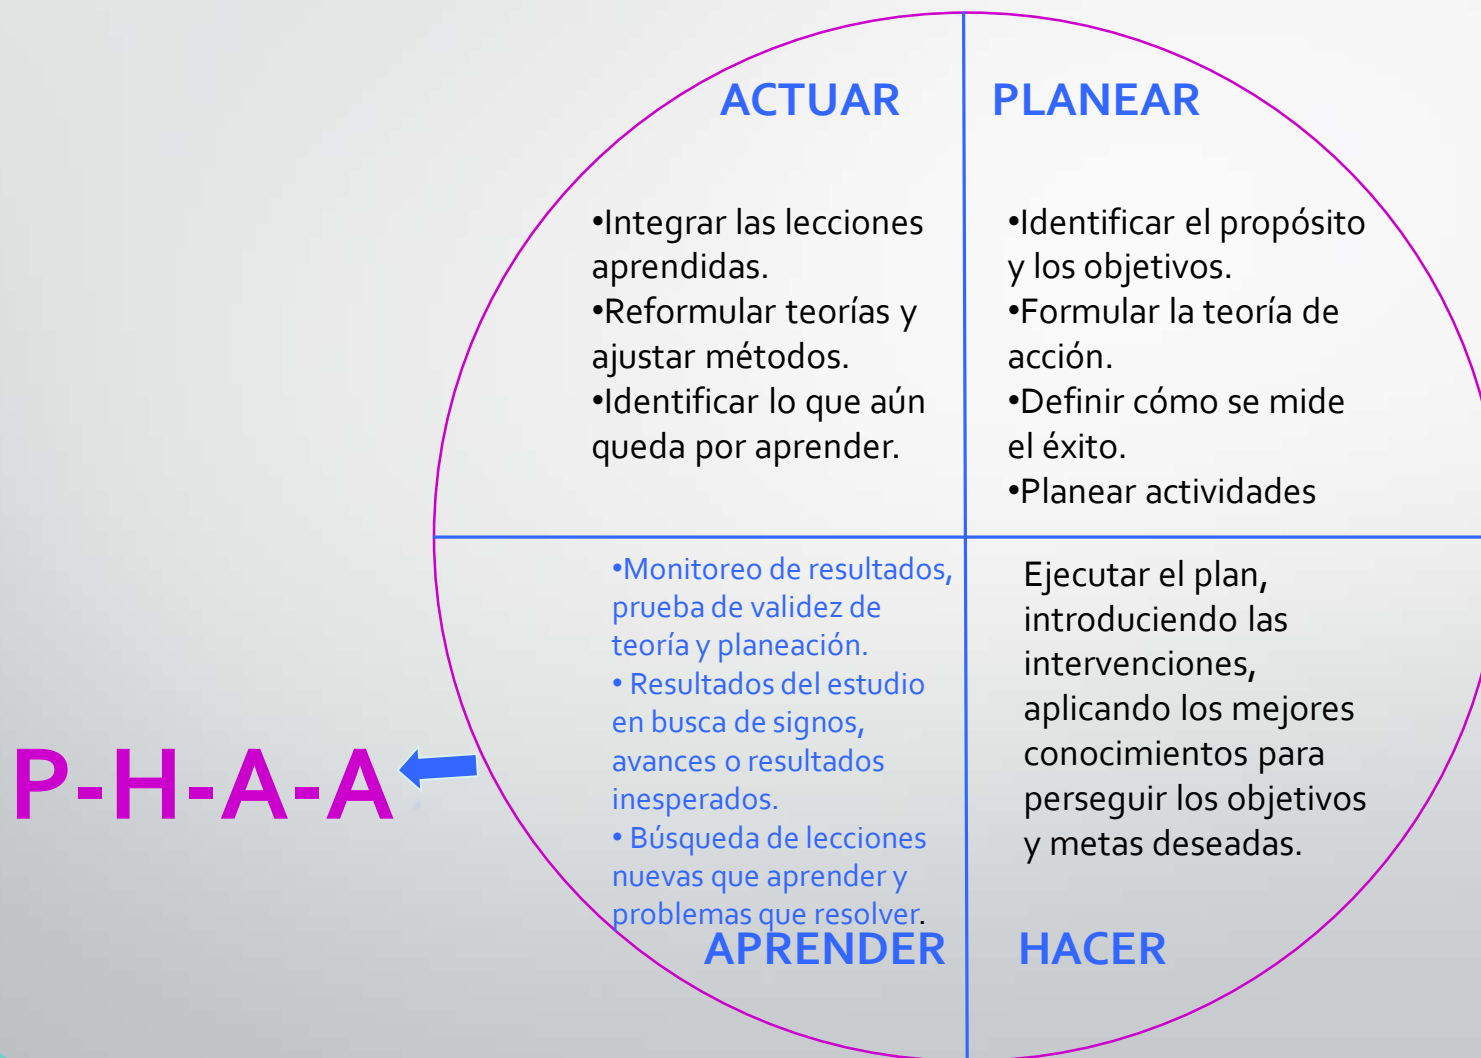 ACTUAR
•Integrar las lecciones
aprendidas.
•Reformular teorías y
ajustar métodos.
•Identificar lo que aún
queda por aprender.
PLANEAR
•Identificar el propósito
y los objetivos.
•Formular la teoría de
acción.
•Definir cómo se mide
el éxito.
•Planear actividades
P-H-A-A
•Monitoreo de resultados,
prueba de validez de
teoría y planeación.
• Resultados del estudio
en busca de signos,
avances o resultados
inesperados.
• Búsqueda de lecciones
nuevas que aprender y
problemas que resolver.
APRENDER
Ejecutar el plan,
introduciendo las
intervenciones,
aplicando los mejores
conocimientos para
perseguir los objetivos
y metas deseadas.
HACER